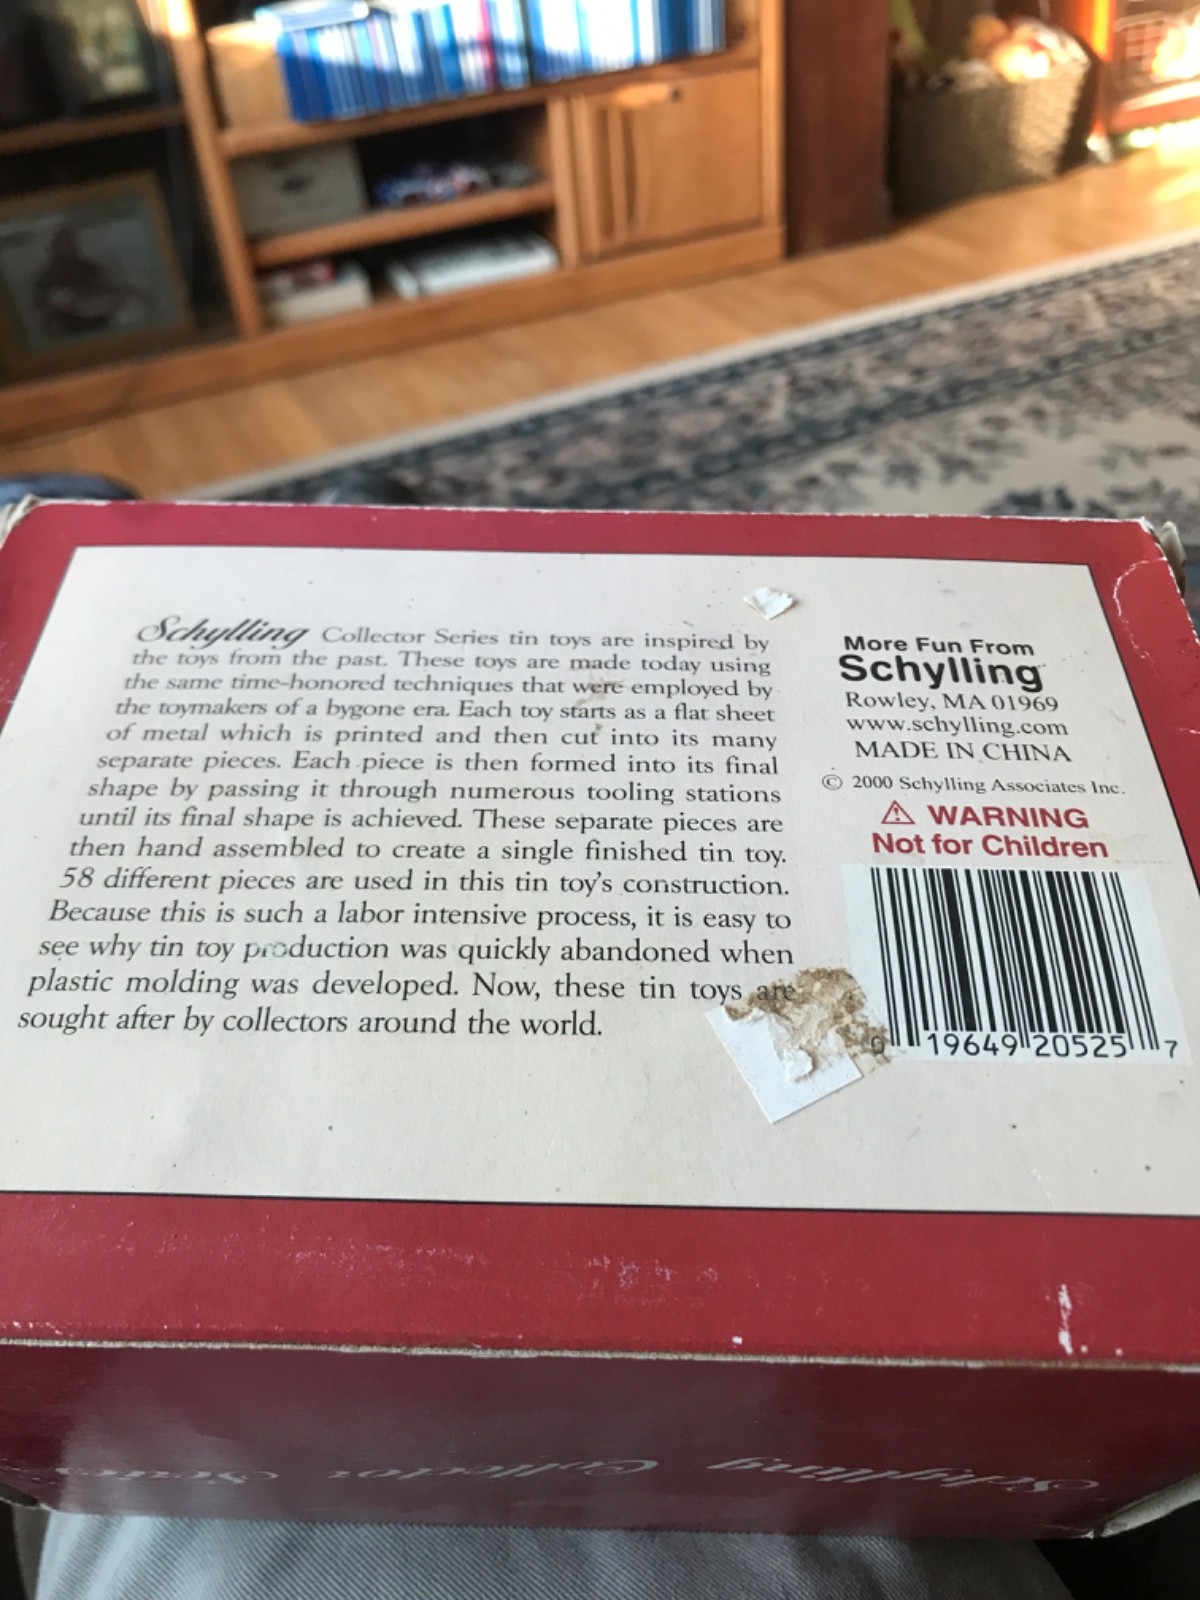 Schylling Collector Series tin toys are inspired by
the toys from the past. These toys are made today using
the same time-honored techniques that were employed by
the toymakers of a bygone era. Each toy starts as a flat sheet
of metal which is printed and then cut into its many
separate pieces. Each piece is then formed into its final
shape by passing it through numerous tooling stations
until its final shape is achieved. These separate pieces are
then hand assembled to create a single finished tin toy.
58 different pieces are used in this tin toy's construction.
Because this is such a labor intensive process, it is easy to
see why tin toy production was quickly abandoned when
plastic molding was developed. Now, these tin toys are
sought after by collectors around the world.
More Fun From
Schylling
Rowley, MA 01969
www.schylling.com
MADE IN CHINA
© 2000 Schylling Associates Inc.
⚠ WARNING
Not for Children
0 19649 20525 7
Schylling Collector Series